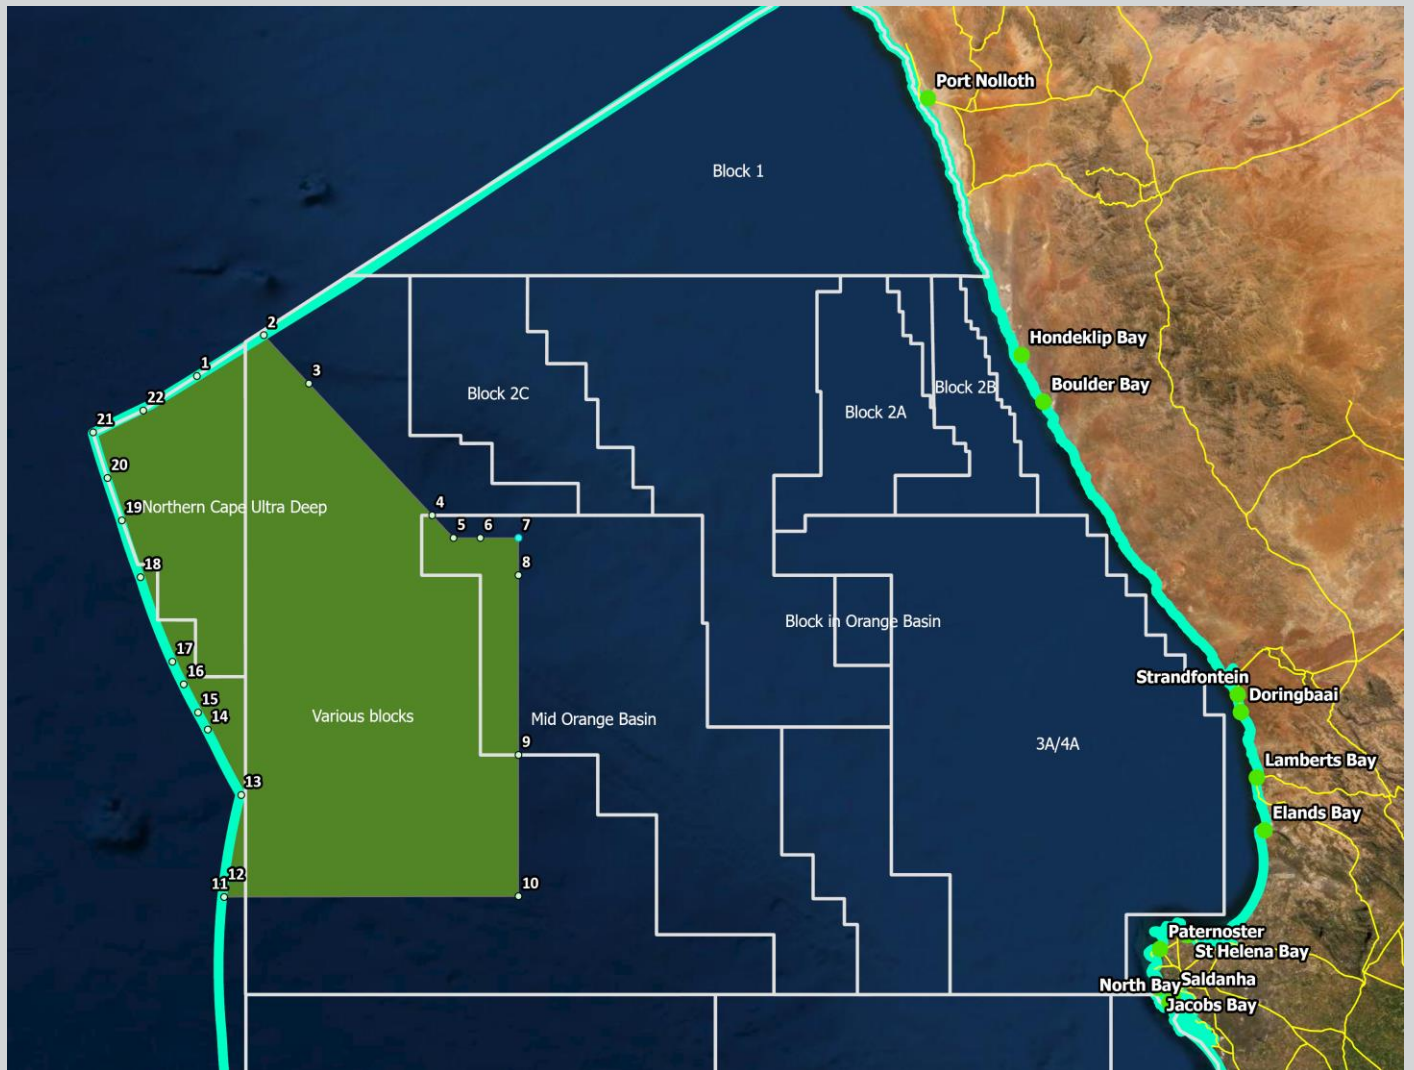 Port Nolloth
Block 1
2
Hondeklip Bay
1
3
Block 2C
Block 2A
Block 2B
Boulder Bay
22
21
20
19
Northern Cape Ultra Deep
4
5
6
7
8
18
Block in Orange Basin
17
16
Strandfontein
Doringbaai
15
14
Various blocks
Mid Orange Basin
9
3A/4A
Lamberts Bay
13
Elands Bay
12
11
10
Paternoster
St Helena Bay
North Bay
Saldanha
Jacobs Bay